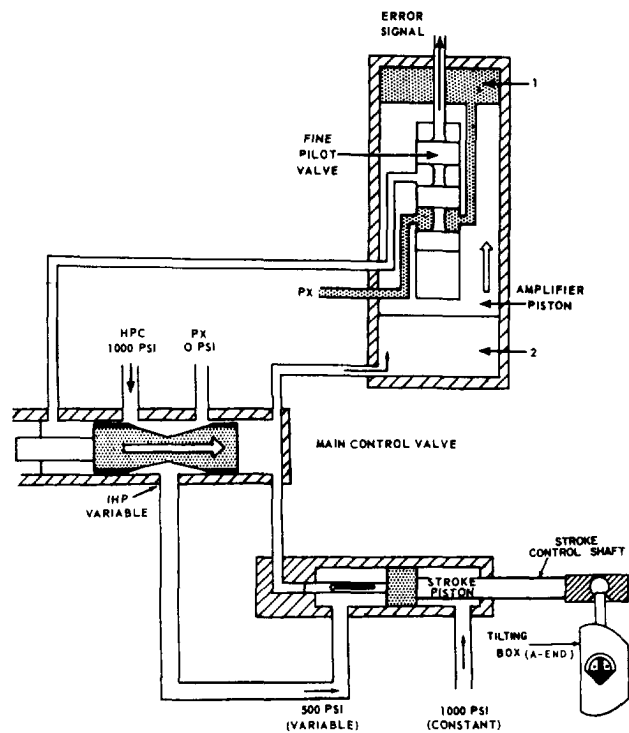 ERROR
SIGNAL
1
FINE
PILOT
VALVE
PX
AMPLIFIER
PISTON
2
HPC
1000 PSI
PX
0 PSI
MAIN CONTROL VALVE
IHP
VARIABLE
STROKE
CONTROL SHAFT
STROKE
PISTON
TILTING
BOX (A-END)
500 PSI
(VARIABLE)
1000 PSI
(CONSTANT)